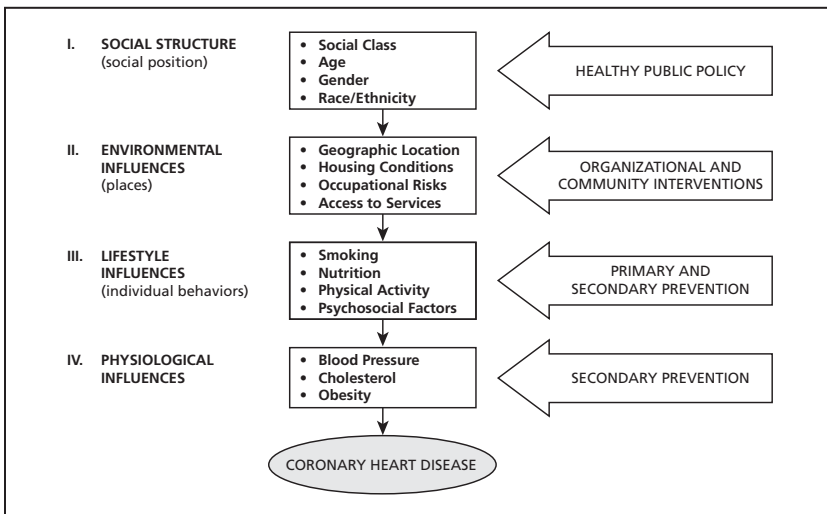 I. SOCIAL STRUCTURE
(social position)
• Social Class
• Age
• Gender
• Race/Ethnicity
HEALTHY PUBLIC POLICY
II. ENVIRONMENTAL
INFLUENCES
(places)
• Geographic Location
• Housing Conditions
• Occupational Risks
• Access to Services
ORGANIZATIONAL AND
COMMUNITY INTERVENTIONS
III. LIFESTYLE
INFLUENCES
(individual behaviors)
• Smoking
• Nutrition
• Physical Activity
• Psychosocial Factors
PRIMARY AND
SECONDARY PREVENTION
IV. PHYSIOLOGICAL
INFLUENCES
• Blood Pressure
• Cholesterol
• Obesity
SECONDARY PREVENTION
CORONARY HEART DISEASE